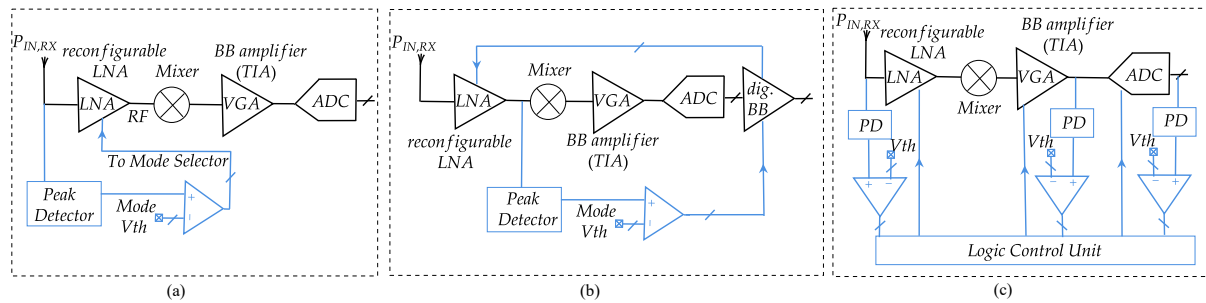 P_IN,RX
reconfigurable
LNA
Mixer
BB amplifier
(TIA)
LNA
RF
VGA
ADC
To Mode Selector
Peak
Detector
+
−
Mode
Vth
(a)
P_IN,RX
LNA
reconfigurable
LNA
Mixer
VGA
BB amplifier
(TIA)
ADC
dig.
BB
Peak
Detector
+
−
Mode
Vth
(b)
P_IN,RX
reconfigurable
LNA
BB amplifier
(TIA)
LNA
Mixer
VGA
ADC
PD
Vth
+ −
PD
Vth
− +
PD
Vth
− +
Logic Control Unit
(c)